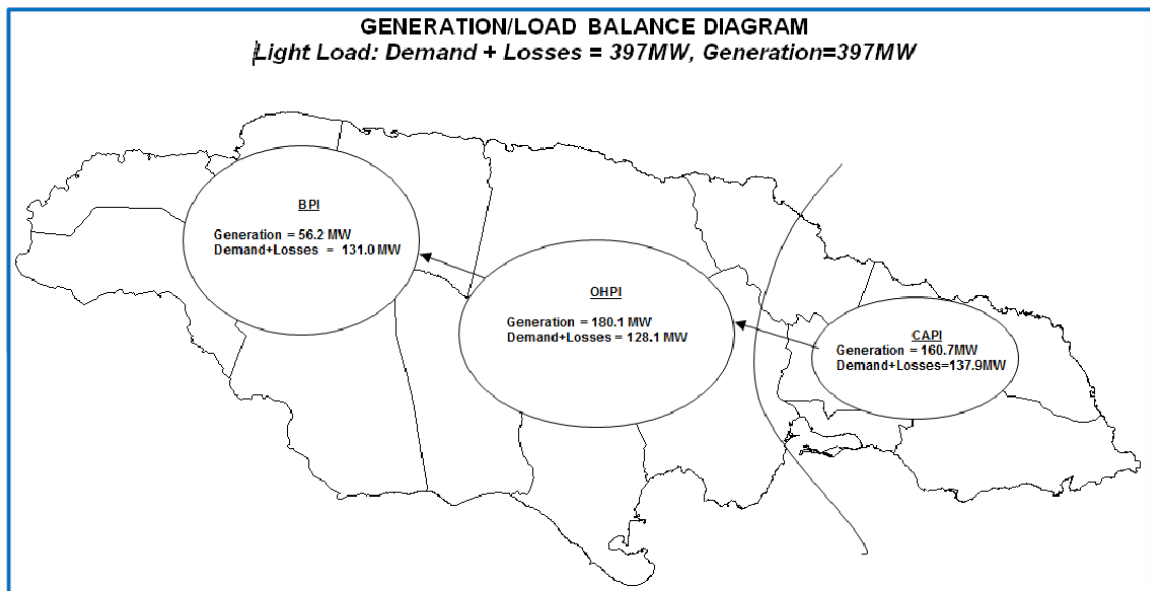 GENERATION/LOAD BALANCE DIAGRAM
Light Load: Demand + Losses = 397MW, Generation=397MW
BPI
Generation = 56.2 MW
Demand+Losses = 131.0 MW
OHPI
Generation = 180.1 MW
Demand+Losses = 128.1 MW
CAPI
Generation = 160.7MW
Demand+Losses=137.9MW